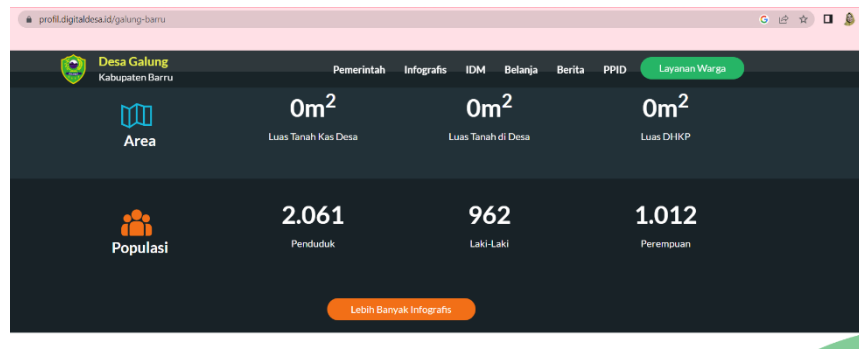 profil.digitaldesa.id/galung-barru
Desa Galung
Kabupaten Barru
Pemerintah Infografis IDM Belanja Berita PPID Layanan Warga
0m² 0m² 0m²
Area Luas Tanah Kas Desa Luas Tanah di Desa Luas DHKP
2.061 962 1.012
Populasi Penduduk Laki-Laki Perempuan
Lebih Banyak Infografis